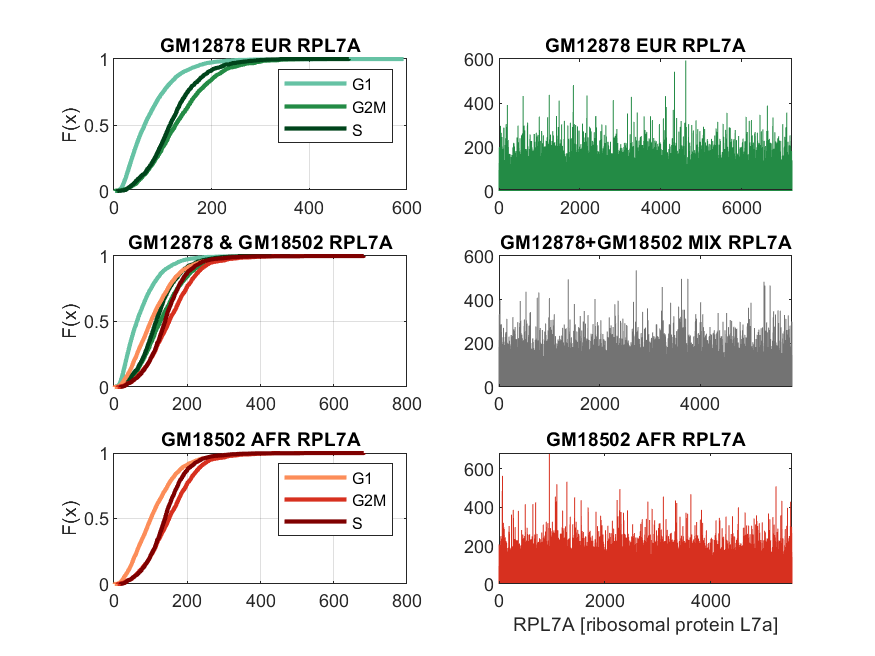 GM12878 EUR RPL7A
1
0.5
0
F(x)
0 200 400 600
G1
G2M
S
GM12878 EUR RPL7A
600
400
200
0
0 2000 4000 6000
GM12878 & GM18502 RPL7A
1
0.5
0
F(x)
0 200 400 600 800
GM12878+GM18502 MIX RPL7A
600
400
200
0
0 2000 4000
GM18502 AFR RPL7A
1
0.5
0
F(x)
0 200 400 600 800
G1
G2M
S
GM18502 AFR RPL7A
600
400
200
0
0 2000 4000
RPL7A [ribosomal protein L7a]